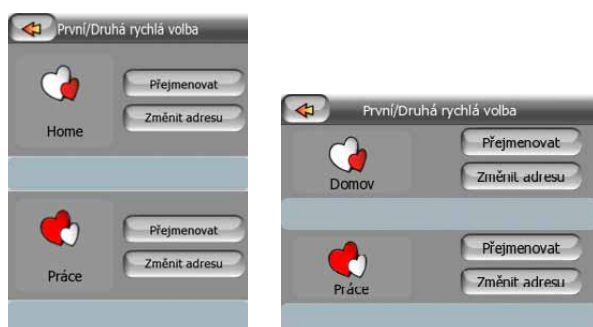 První/Druhá rychlá volba
Přejmenovat
Změnit adresu
Home
Přejmenovat
Změnit adresu
Práce
První/Druhá rychlá volba
Přejmenovat
Změnit adresu
Domov
Přejmenovat
Změnit adresu
Práce